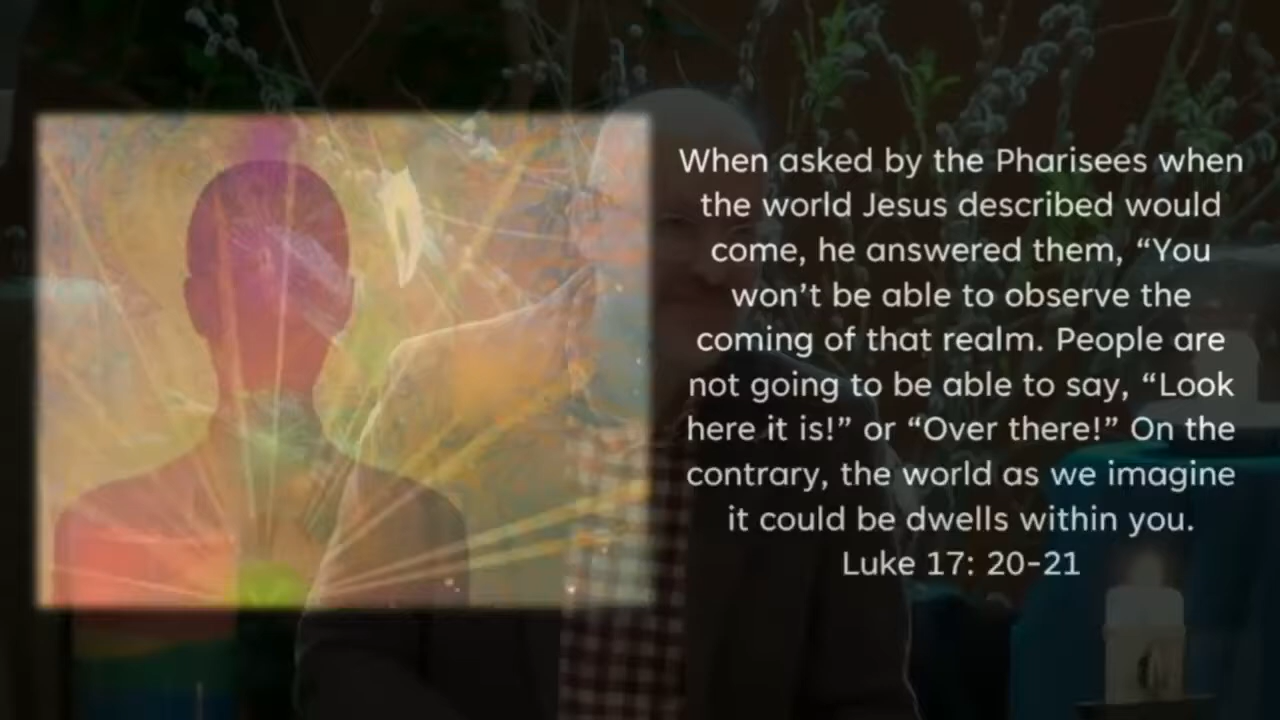 When asked by the Pharisees when
the world Jesus described would
come, he answered them, “You
won’t be able to observe the
coming of that realm. People are
not going to be able to say, “Look
here it is!” or “Over there!” On the
contrary, the world as we imagine
it could be dwells within you.
Luke 17: 20-21